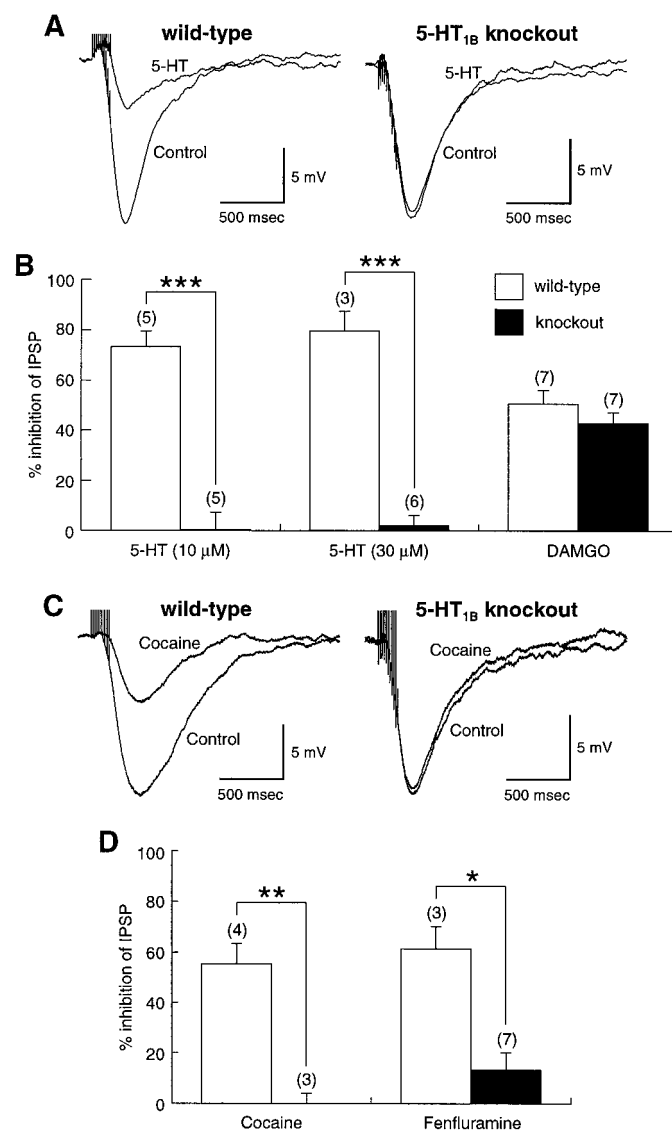 A
wild-type
5-HT1B knockout
5-HT
Control
5 mV
500 msec
5-HT
Control
5 mV
500 msec
B
% inhibition of IPSP
100
80
60
40
20
0
***
(5)
(5)
***
(3)
(6)
(7)
(7)
wild-type
knockout
5-HT (10 µM)
5-HT (30 µM)
DAMGO
C
wild-type
5-HT1B knockout
Cocaine
Control
5 mV
500 msec
Cocaine
Control
5 mV
500 msec
D
% inhibition of IPSP
100
80
60
40
20
0
**
(4)
(3)
*
(3)
(7)
Cocaine
Fenfluramine